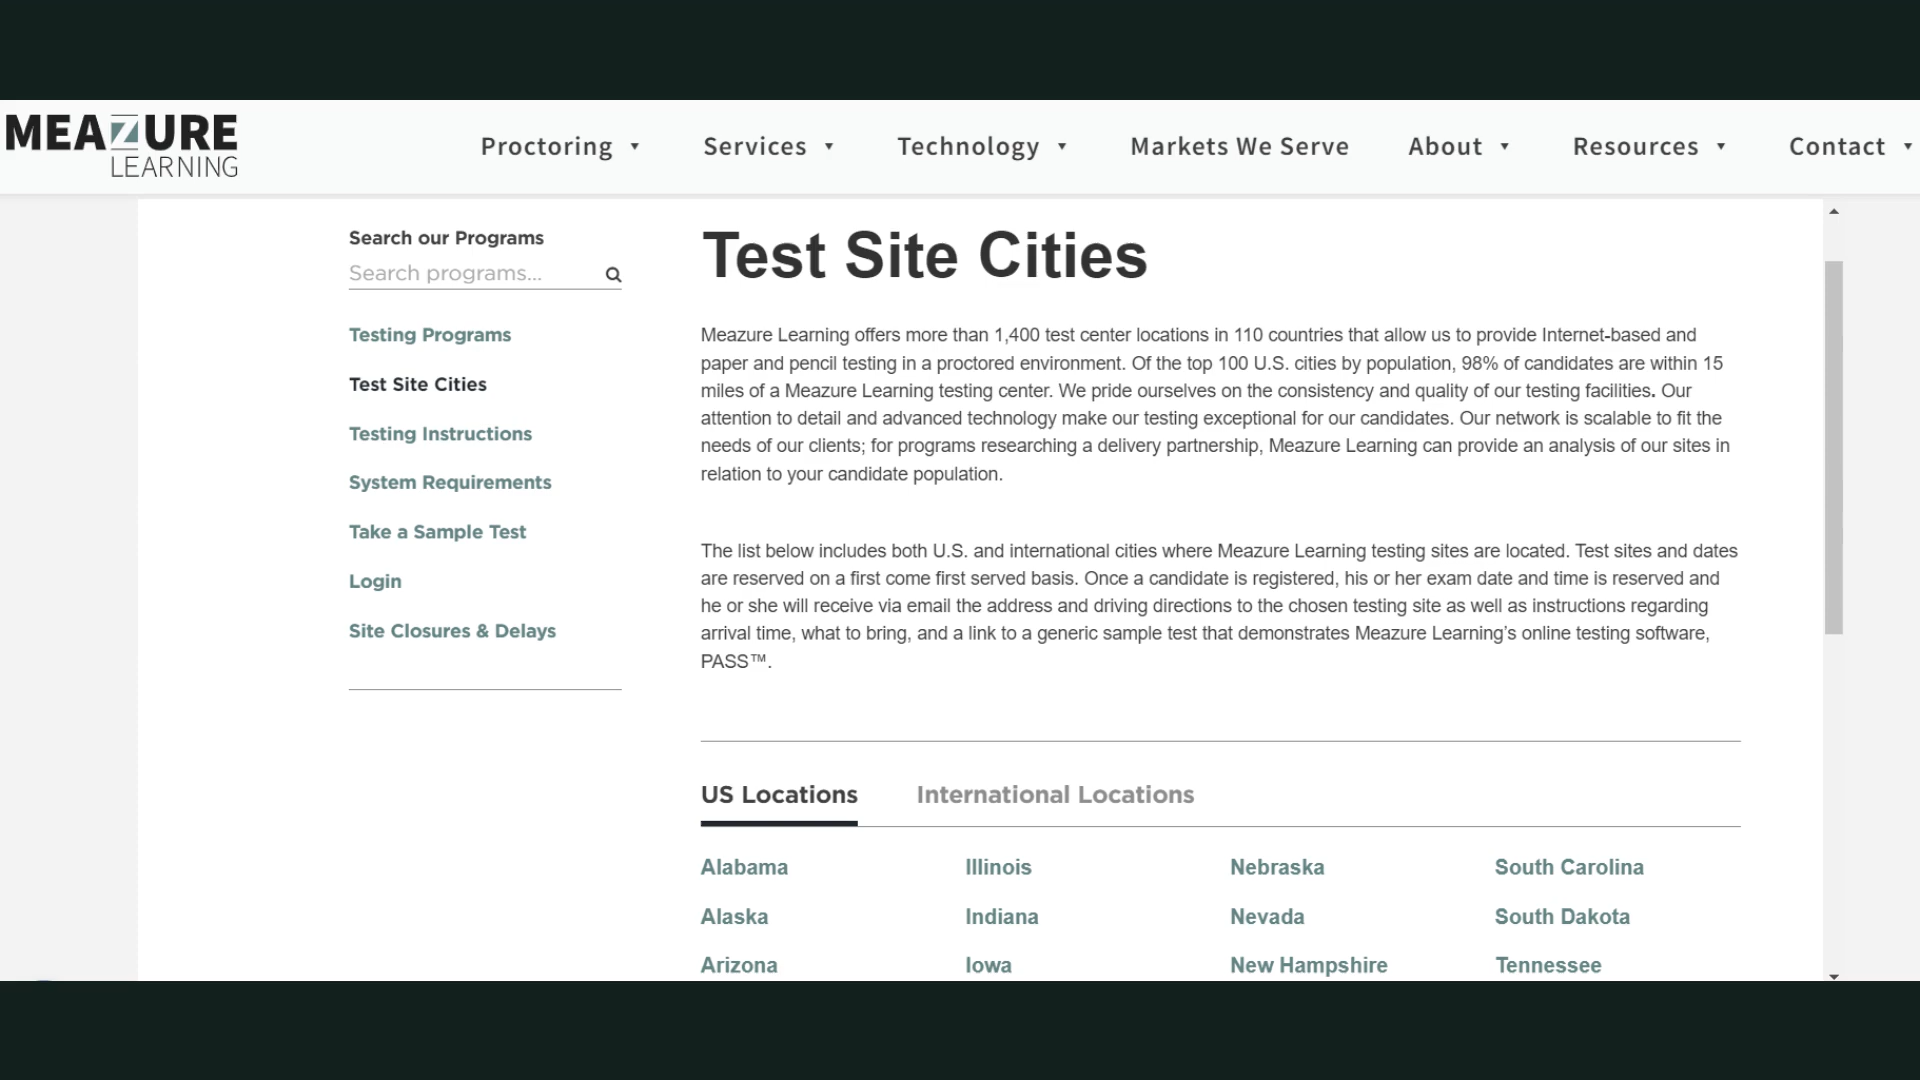 MEAZURE
LEARNING
Proctoring
Services
Technology
Markets We Serve
About
Resources
Contact
Search our Programs
Search programs...
Testing Programs
Test Site Cities
Testing Instructions
System Requirements
Take a Sample Test
Login
Site Closures & Delays
Test Site Cities
Meazure Learning offers more than 1,400 test center locations in 110 countries that allow us to provide Internet-based and
paper and pencil testing in a proctored environment. Of the top 100 U.S. cities by population, 98% of candidates are within 15
miles of a Meazure Learning testing center. We pride ourselves on the consistency and quality of our testing facilities. Our
attention to detail and advanced technology make our testing exceptional for our candidates. Our network is scalable to fit the
needs of our clients; for programs researching a delivery partnership, Meazure Learning can provide an analysis of our sites in
relation to your candidate population.
The list below includes both U.S. and international cities where Meazure Learning testing sites are located. Test sites and dates
are reserved on a first come first served basis. Once a candidate is registered, his or her exam date and time is reserved and
he or she will receive via email the address and driving directions to the chosen testing site as well as instructions regarding
arrival time, what to bring, and a link to a generic sample test that demonstrates Meazure Learning’s online testing software,
PASS™.
US Locations
International Locations
Alabama
Illinois
Nebraska
South Carolina
Alaska
Indiana
Nevada
South Dakota
Arizona
Iowa
New Hampshire
Tennessee